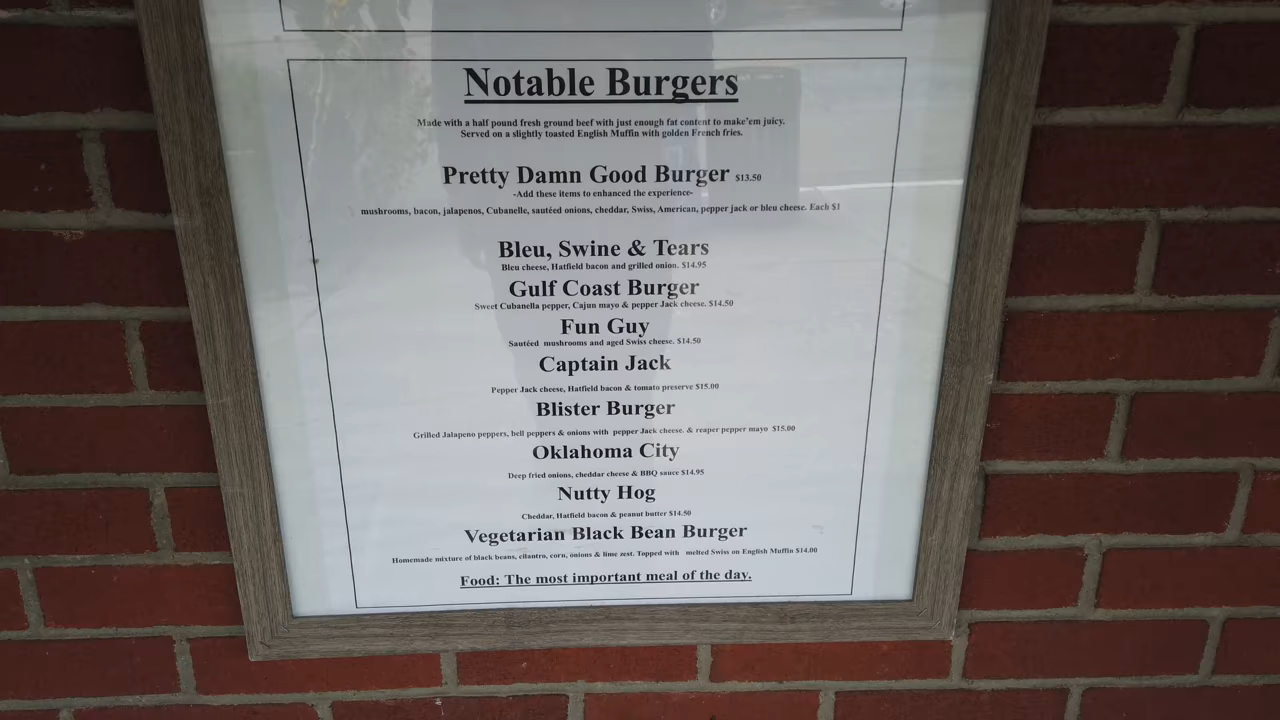 Notable Burgers
Made with a half pound fresh ground beef with just enough fat content to make'em juicy.
Served on a slightly toasted English Muffin with golden French fries.
Pretty Damn Good Burger $13.50
-Add these items to enhanced the experience-
mushrooms, bacon, jalapenos, Cubanelle, sautéed onions, cheddar, Swiss, American, pepper jack or bleu cheese. Each $1
Bleu, Swine & Tears
Bleu cheese, Hatfield bacon and grilled onion. $14.95
Gulf Coast Burger
Sweet Cubanella pepper, Cajun mayo & pepper Jack cheese. $14.50
Fun Guy
Sautéed mushrooms and aged Swiss cheese. $14.50
Captain Jack
Pepper Jack cheese, Hatfield bacon & tomato preserve $15.00
Blister Burger
Grilled Jalapeno peppers, bell peppers & onions with pepper Jack cheese. & reaper pepper mayo $15.00
Oklahoma City
Deep fried onions, cheddar cheese & BBQ sauce $14.95
Nutty Hog
Cheddar, Hatfield bacon & peanut butter $14.50
Vegetarian Black Bean Burger
Homemade mixture of black beans, cilantro, corn, onions & lime zest. Topped with melted Swiss on English Muffin $14.00
Food: The most important meal of the day.